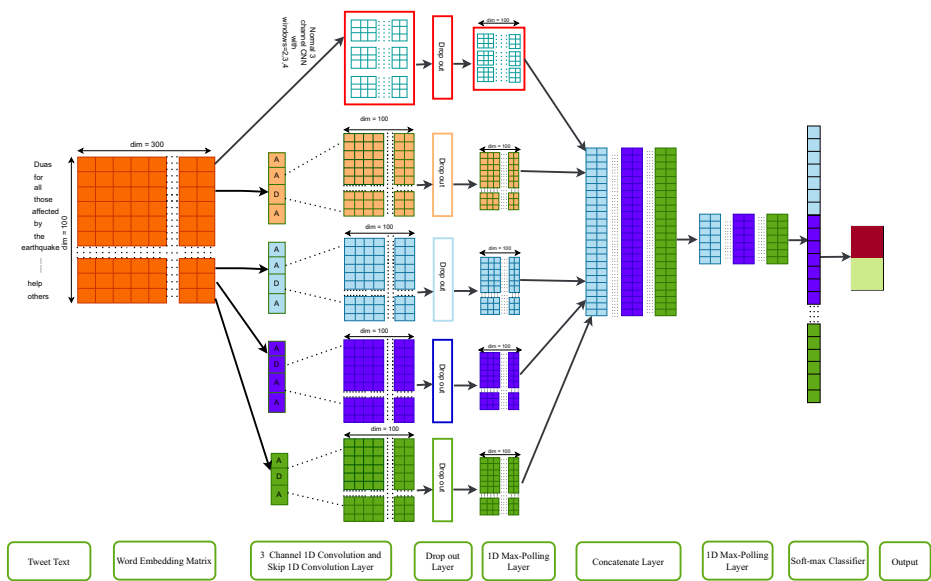 Normal 3
channel CNN
with
windows=2,3,4
Drop out
dim = 100
dim = 300
dim = 100
Duas
for
all
those
affected
by
the
earthquake
......
help
others
A
A
D
A
dim = 100
Drop out
dim = 100
A
A
D
A
dim = 100
Drop out
dim = 100
A
D
A
A
dim = 100
Drop out
dim = 100
A
D
A
dim = 100
Drop out
dim = 100
Tweet Text
Word Embedding Matrix
3 Channel 1D Convolution and
Skip 1D Convolution Layer
Drop out
Layer
1D Max-Polling
Layer
Concatenate Layer
1D Max-Polling
Layer
Soft-max Classifier
Output